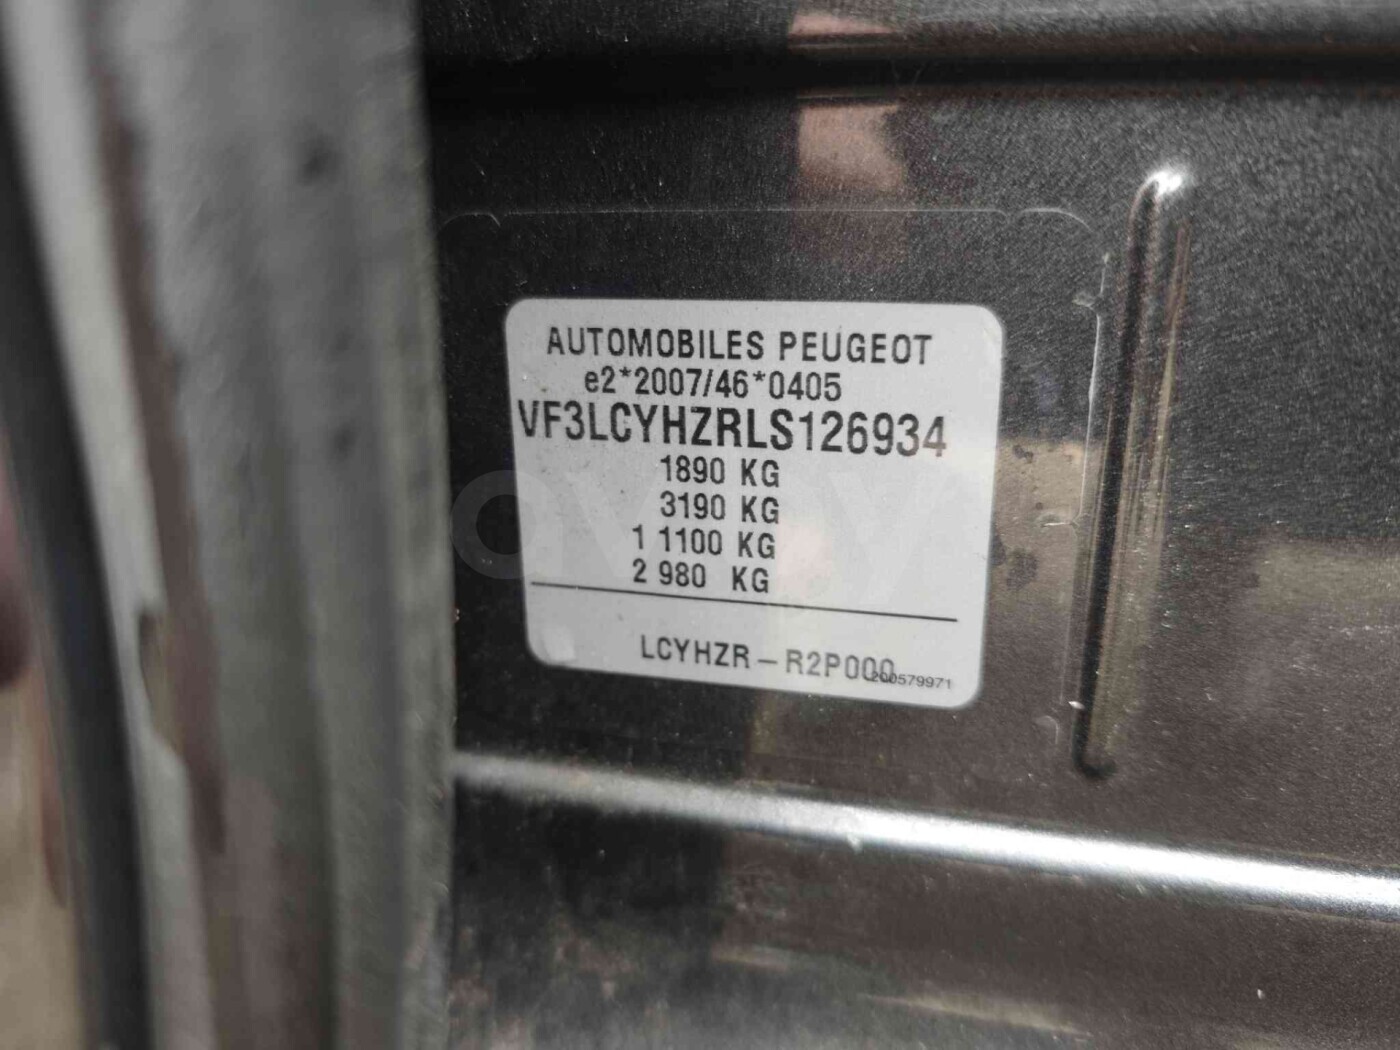 AUTOMOBILES PEUGEOT
e2*2007/46*0405
VF3LCYHZRLS126934
1890 KG
3190 KG
1 1100 KG
2 980 KG
LCYHZR – R2P000
200579971